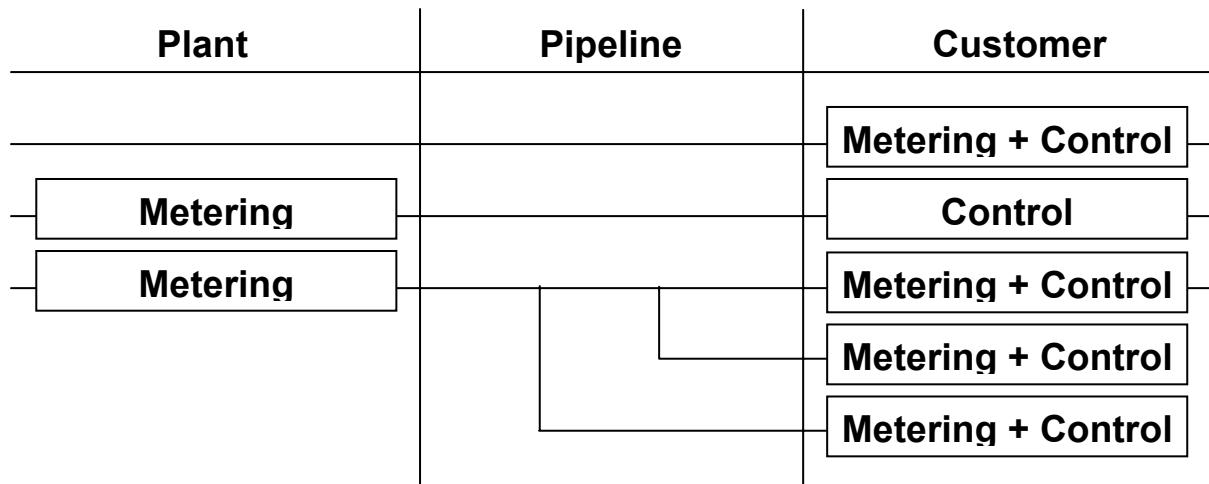 Plant Pipeline Customer
Metering + Control
Metering Control
Metering Metering + Control
Metering + Control
Metering + Control